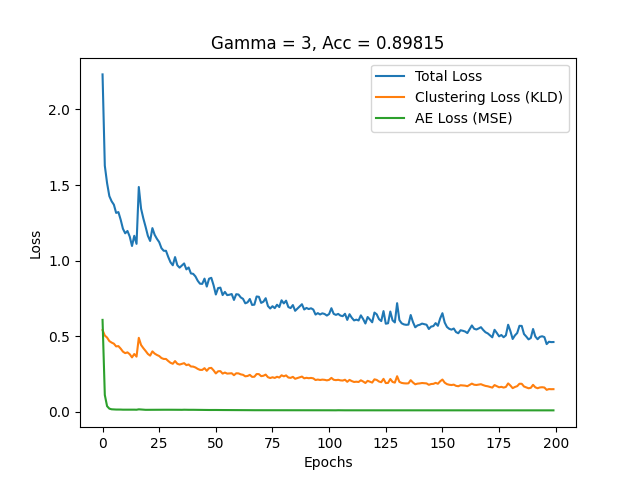 Gamma = 3, Acc = 0.89815
Total Loss
Clustering Loss (KLD)
AE Loss (MSE)
2.0
1.5
1.0
0.5
0.0
Loss
0 25 50 75 100 125 150 175 200
Epochs